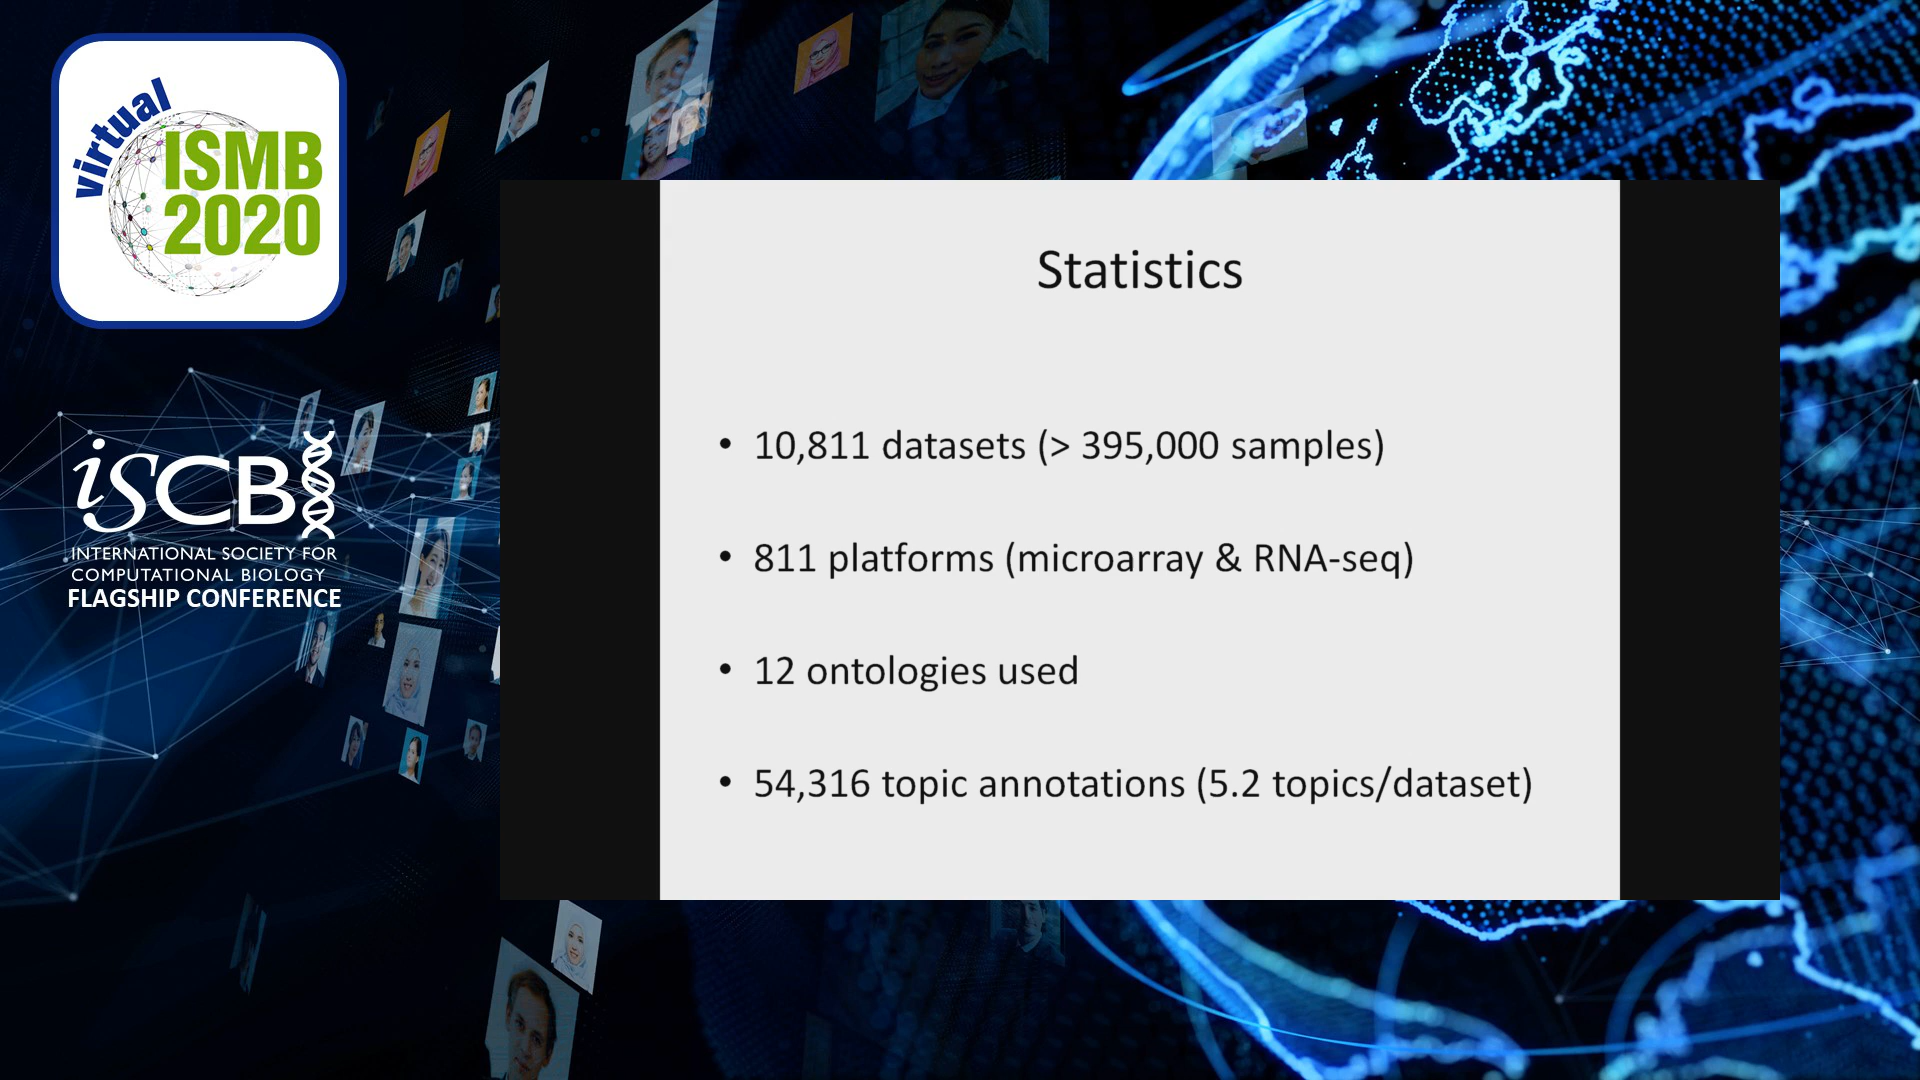 virtual
ISMB
2020
iSCB
INTERNATIONAL SOCIETY FOR
COMPUTATIONAL BIOLOGY
FLAGSHIP CONFERENCE
Statistics
• 10,811 datasets (> 395,000 samples)
• 811 platforms (microarray & RNA-seq)
• 12 ontologies used
• 54,316 topic annotations (5.2 topics/dataset)